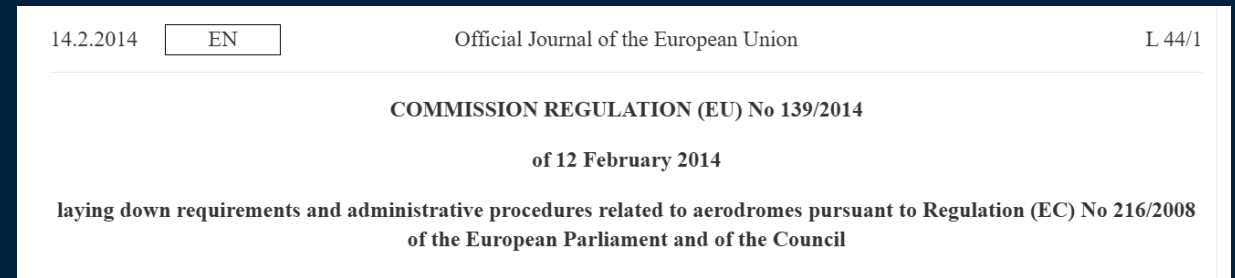 14.2.2014 EN Official Journal of the European Union L 44/1
COMMISSION REGULATION (EU) No 139/2014
of 12 February 2014
laying down requirements and administrative procedures related to aerodromes pursuant to Regulation (EC) No 216/2008
of the European Parliament and of the Council